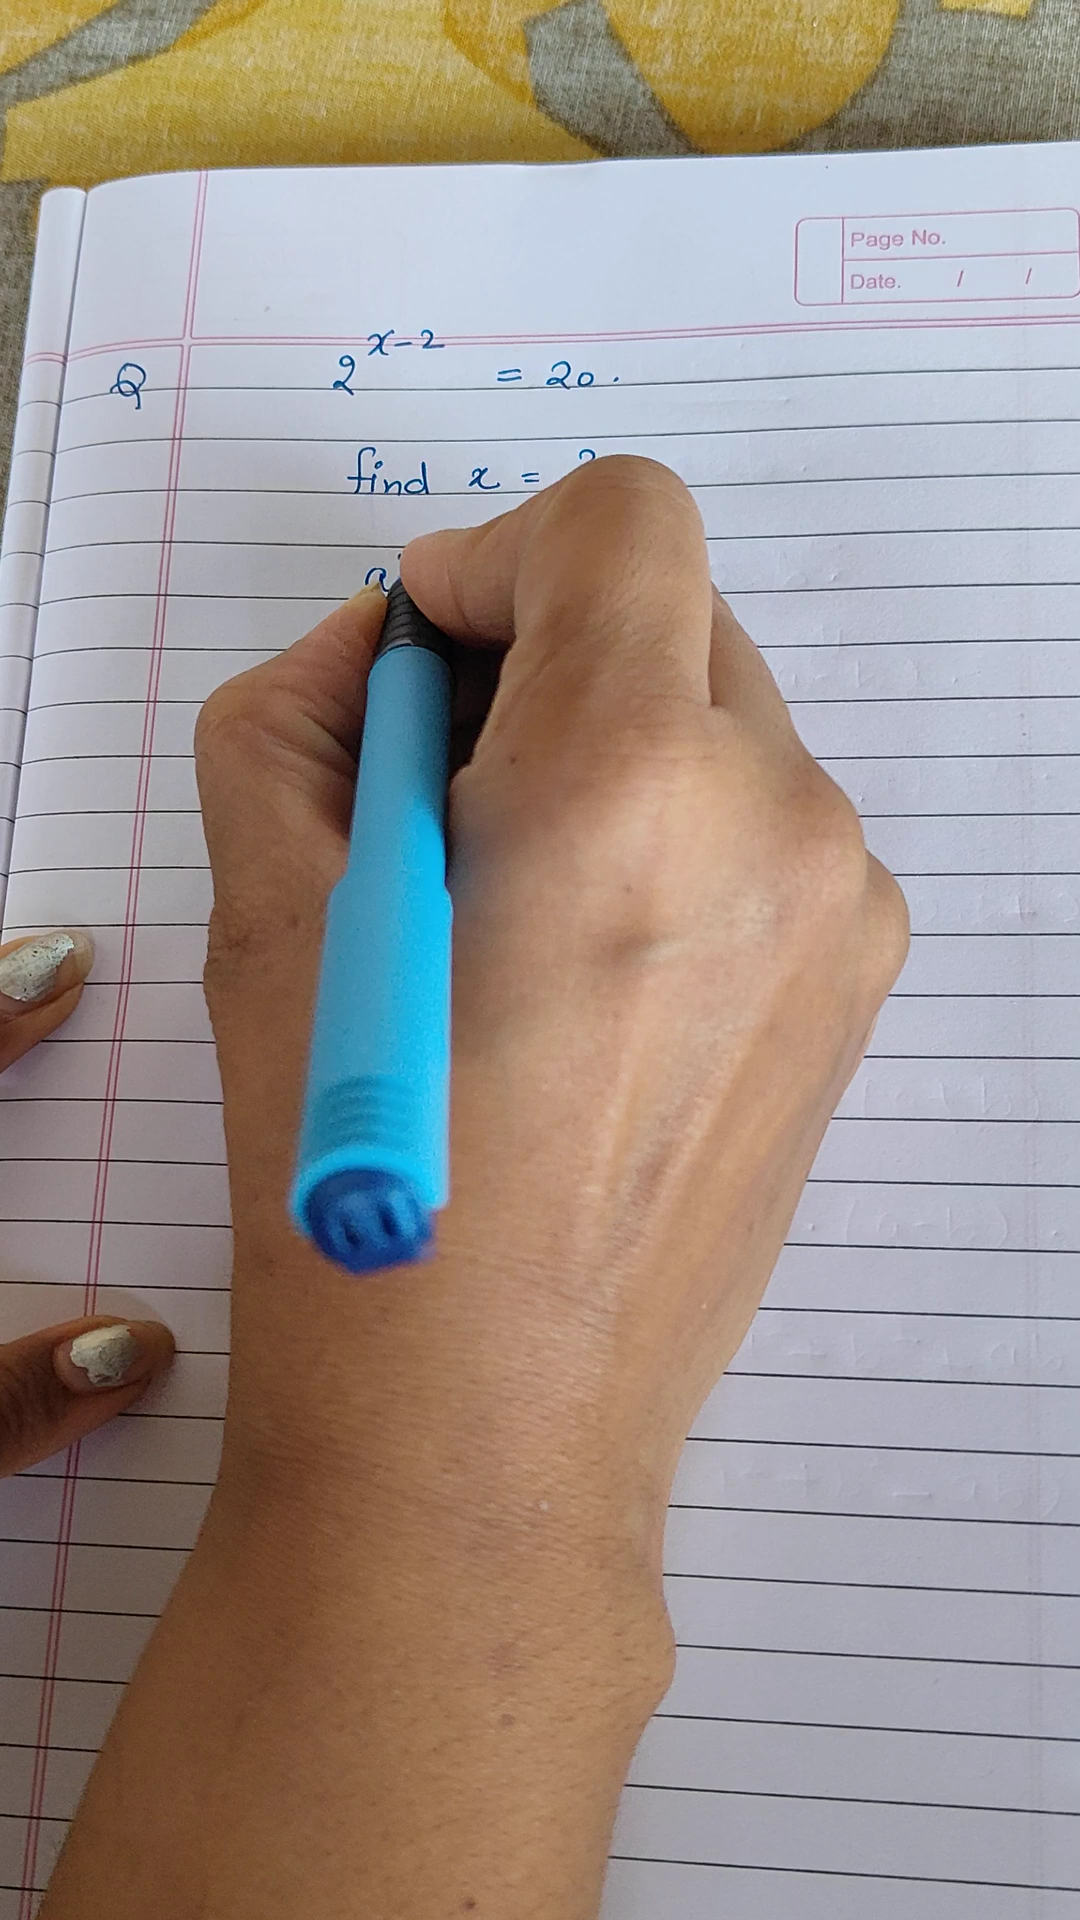 Page No.
Date. / /
Q 2^{x-2} = 20.
find x = ?
a